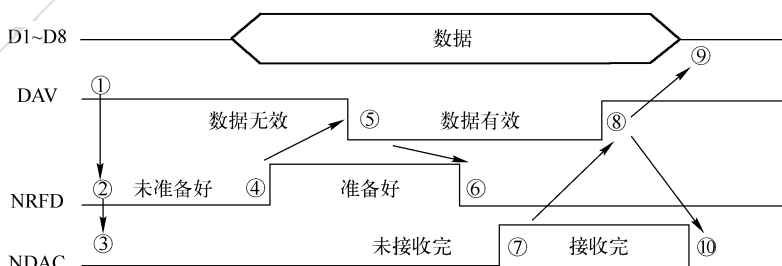 D1~D8 数据 ⑨
① DAV 数据无效 ⑤ 数据有效 ⑧
② NRFD 未准备好 ④ 准备好 ⑥
③ NDAC 未接收完 ⑦ 接收完 ⑩